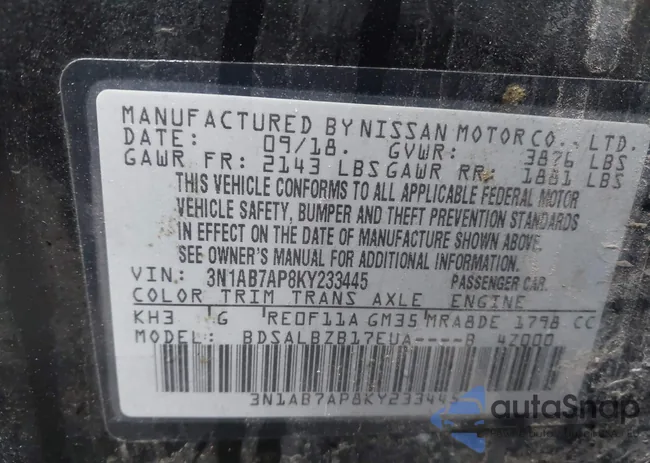 MANUFACTURED BY NISSAN MOTOR CO., LTD.
DATE: 09/18. GVWR: 3876 LBS
GAWR FR: 2143 LBS GAWR RR: 1881 LBS
THIS VEHICLE CONFORMS TO ALL APPLICABLE FEDERAL MOTOR
VEHICLE SAFETY, BUMPER AND THEFT PREVENTION STANDARDS
IN EFFECT ON THE DATE OF MANUFACTURE SHOWN ABOVE.
SEE OWNER'S MANUAL FOR ADDITIONAL INFORMATION.
VIN: 3N1AB7AP8KY233445 PASSENGER CAR.
COLOR TRIM TRANS AXLE ENGINE
KH3 G RE0F11A GM35 MRA8DE 1798 CC
MODEL: BDSALBZB17EUA----B 4Z000
3N1AB7AP8KY233445
autoSnap